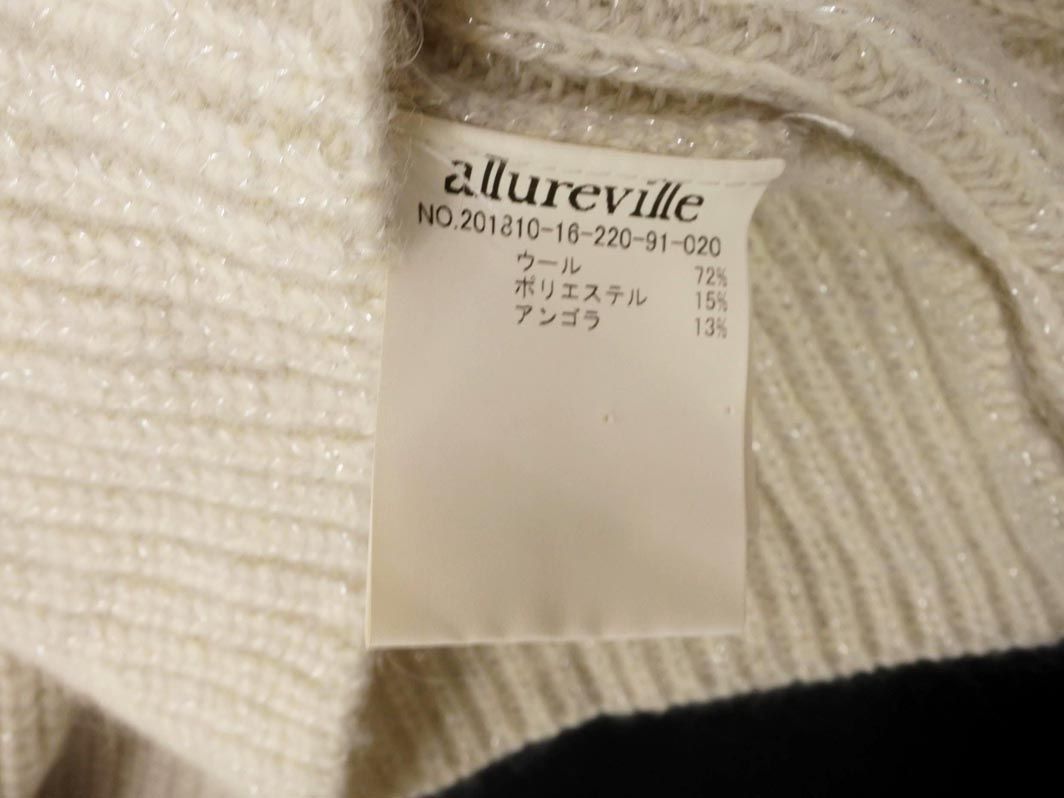 allureville
NO.201810-16-220-91-020
ウール 72%
ポリエステル 15%
アンゴラ 13%